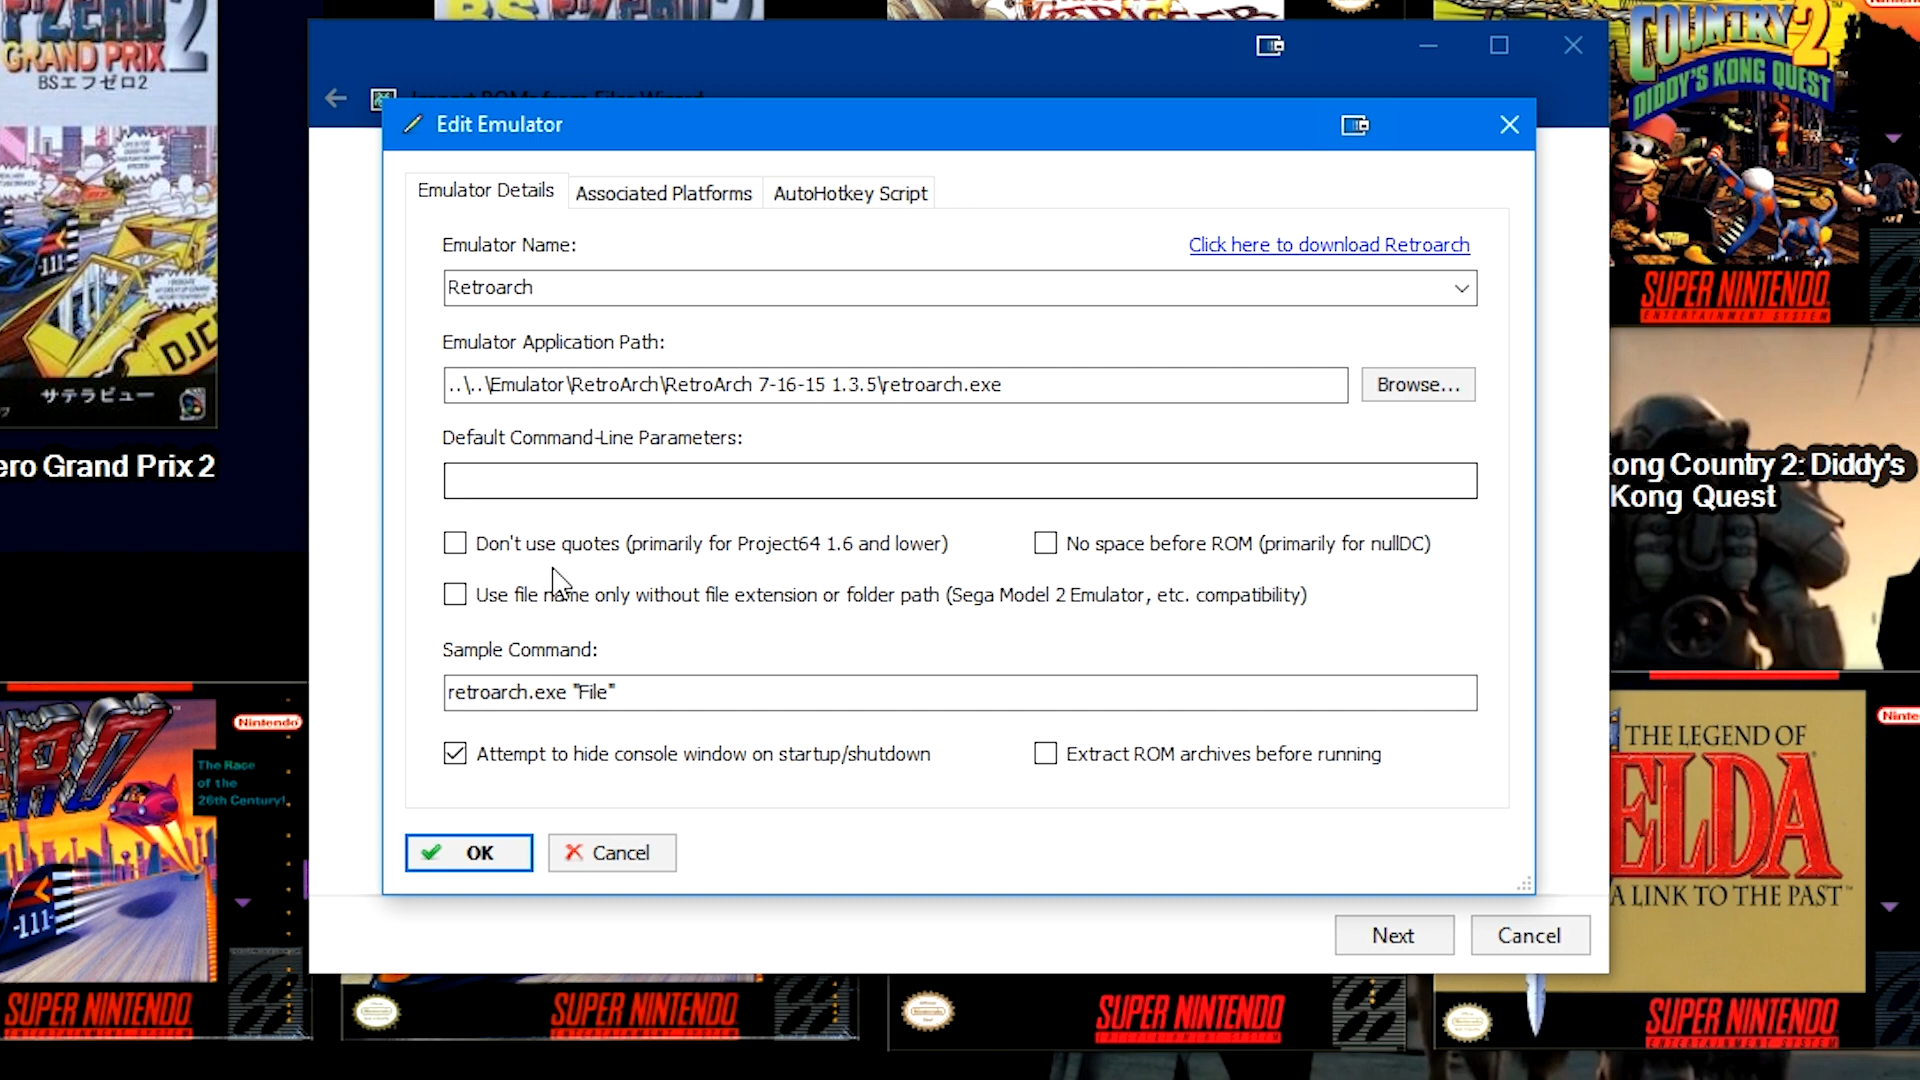 GRAND PRIX 2
BSエフゼロ2
サテラビュー
ero Grand Prix 2
COUNTRY 2
DIDDY'S KONG QUEST
SUPER NINTENDO
ENTERTAINMENT SYSTEM
ong Country 2: Diddy's
Kong Quest
Edit Emulator
Emulator Details
Associated Platforms
AutoHotkey Script
Emulator Name:
Click here to download Retroarch
Retroarch
Emulator Application Path:
..\..\Emulator\RetroArch\RetroArch 7-16-15 1.3.5\retroarch.exe
Browse...
Default Command-Line Parameters:
Don't use quotes (primarily for Project64 1.6 and lower)
No space before ROM (primarily for nullDC)
Use file name only without file extension or folder path (Sega Model 2 Emulator, etc. compatibility)
Sample Command:
retroarch.exe "File"
Attempt to hide console window on startup/shutdown
Extract ROM archives before running
OK
Cancel
Next
Cancel
Nintendo
The Race
of the
26th Century!
-111-
SUPER NINTENDO
SUPER NINTENDO
SUPER NINTENDO
THE LEGEND OF
ELDA
A LINK TO THE PAST
SUPER NINTENDO
ENTERTAINMENT SYSTEM